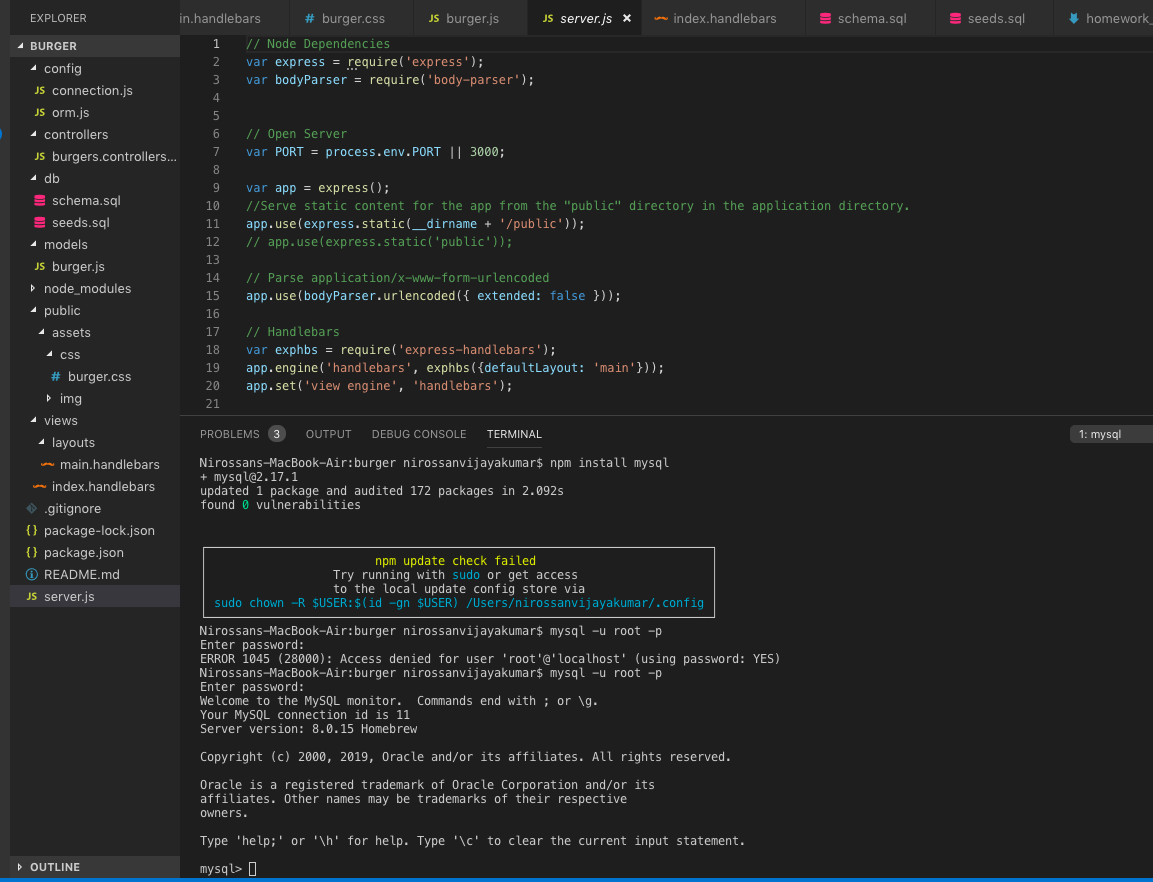 EXPLORER
in.handlebars
# burger.css
JS burger.js
JS server.js ×
index.handlebars
schema.sql
seeds.sql
homework_
BURGER
config
JS connection.js
JS orm.js
controllers
JS burgers.controllers...
db
schema.sql
seeds.sql
models
JS burger.js
node_modules
public
assets
css
# burger.css
img
views
layouts
main.handlebars
index.handlebars
.gitignore
{} package-lock.json
{} package.json
README.md
JS server.js
OUTLINE
1 // Node Dependencies
2 var express = require('express');
3 var bodyParser = require('body-parser');
4
5
6 // Open Server
7 var PORT = process.env.PORT || 3000;
8
9 var app = express();
10 //Serve static content for the app from the "public" directory in the application directory.
11 app.use(express.static(__dirname + '/public'));
12 // app.use(express.static('public'));
13
14 // Parse application/x-www-form-urlencoded
15 app.use(bodyParser.urlencoded({ extended: false }));
16
17 // Handlebars
18 var exphbs = require('express-handlebars');
19 app.engine('handlebars', exphbs({defaultLayout: 'main'}));
20 app.set('view engine', 'handlebars');
21
PROBLEMS 3 OUTPUT DEBUG CONSOLE TERMINAL 1: mysql
Nirossans-MacBook-Air:burger nirossanvijayakumar$ npm install mysql
+ mysql@2.17.1
updated 1 package and audited 172 packages in 2.092s
found 0 vulnerabilities
npm update check failed
Try running with sudo or get access
to the local update config store via
sudo chown -R $USER:$(id -gn $USER) /Users/nirossanvijayakumar/.config
Nirossans-MacBook-Air:burger nirossanvijayakumar$ mysql -u root -p
Enter password:
ERROR 1045 (28000): Access denied for user 'root'@'localhost' (using password: YES)
Nirossans-MacBook-Air:burger nirossanvijayakumar$ mysql -u root -p
Enter password:
Welcome to the MySQL monitor.  Commands end with ; or \g.
Your MySQL connection id is 11
Server version: 8.0.15 Homebrew
Copyright (c) 2000, 2019, Oracle and/or its affiliates. All rights reserved.
Oracle is a registered trademark of Oracle Corporation and/or its
affiliates. Other names may be trademarks of their respective
owners.
Type 'help;' or '\h' for help. Type '\c' to clear the current input statement.
mysql>